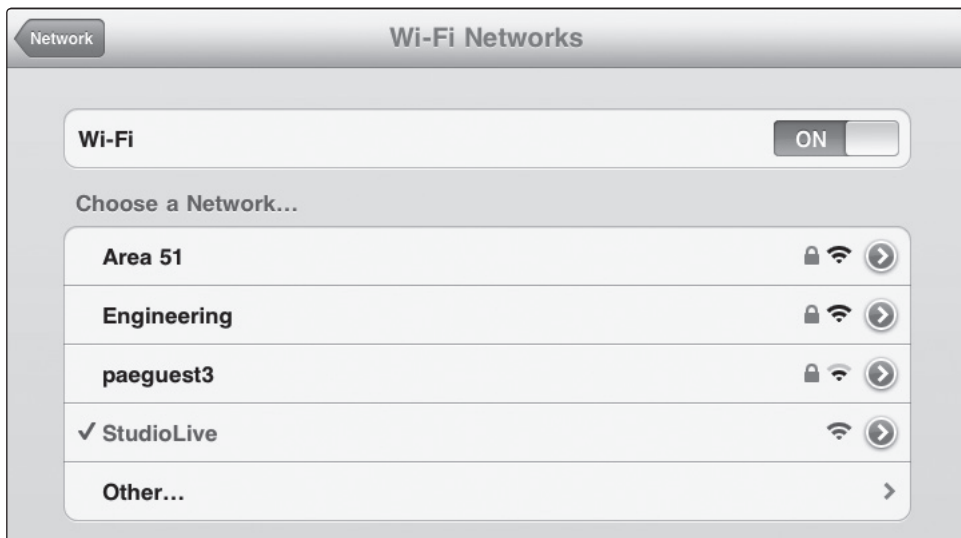 Network
Wi-Fi Networks
Wi-Fi
ON
Choose a Network...
Area 51
Engineering
paeguest3
✓ StudioLive
Other...